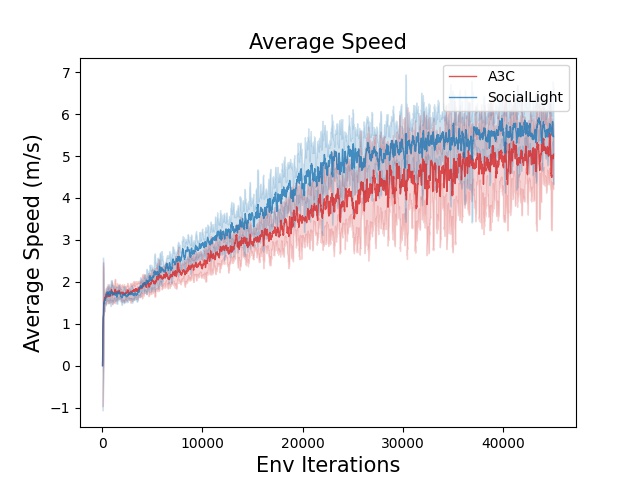 Average Speed
A3C
SocialLight
Average Speed (m/s)
7
6
5
4
3
2
1
0
−1
0 10000 20000 30000 40000
Env Iterations